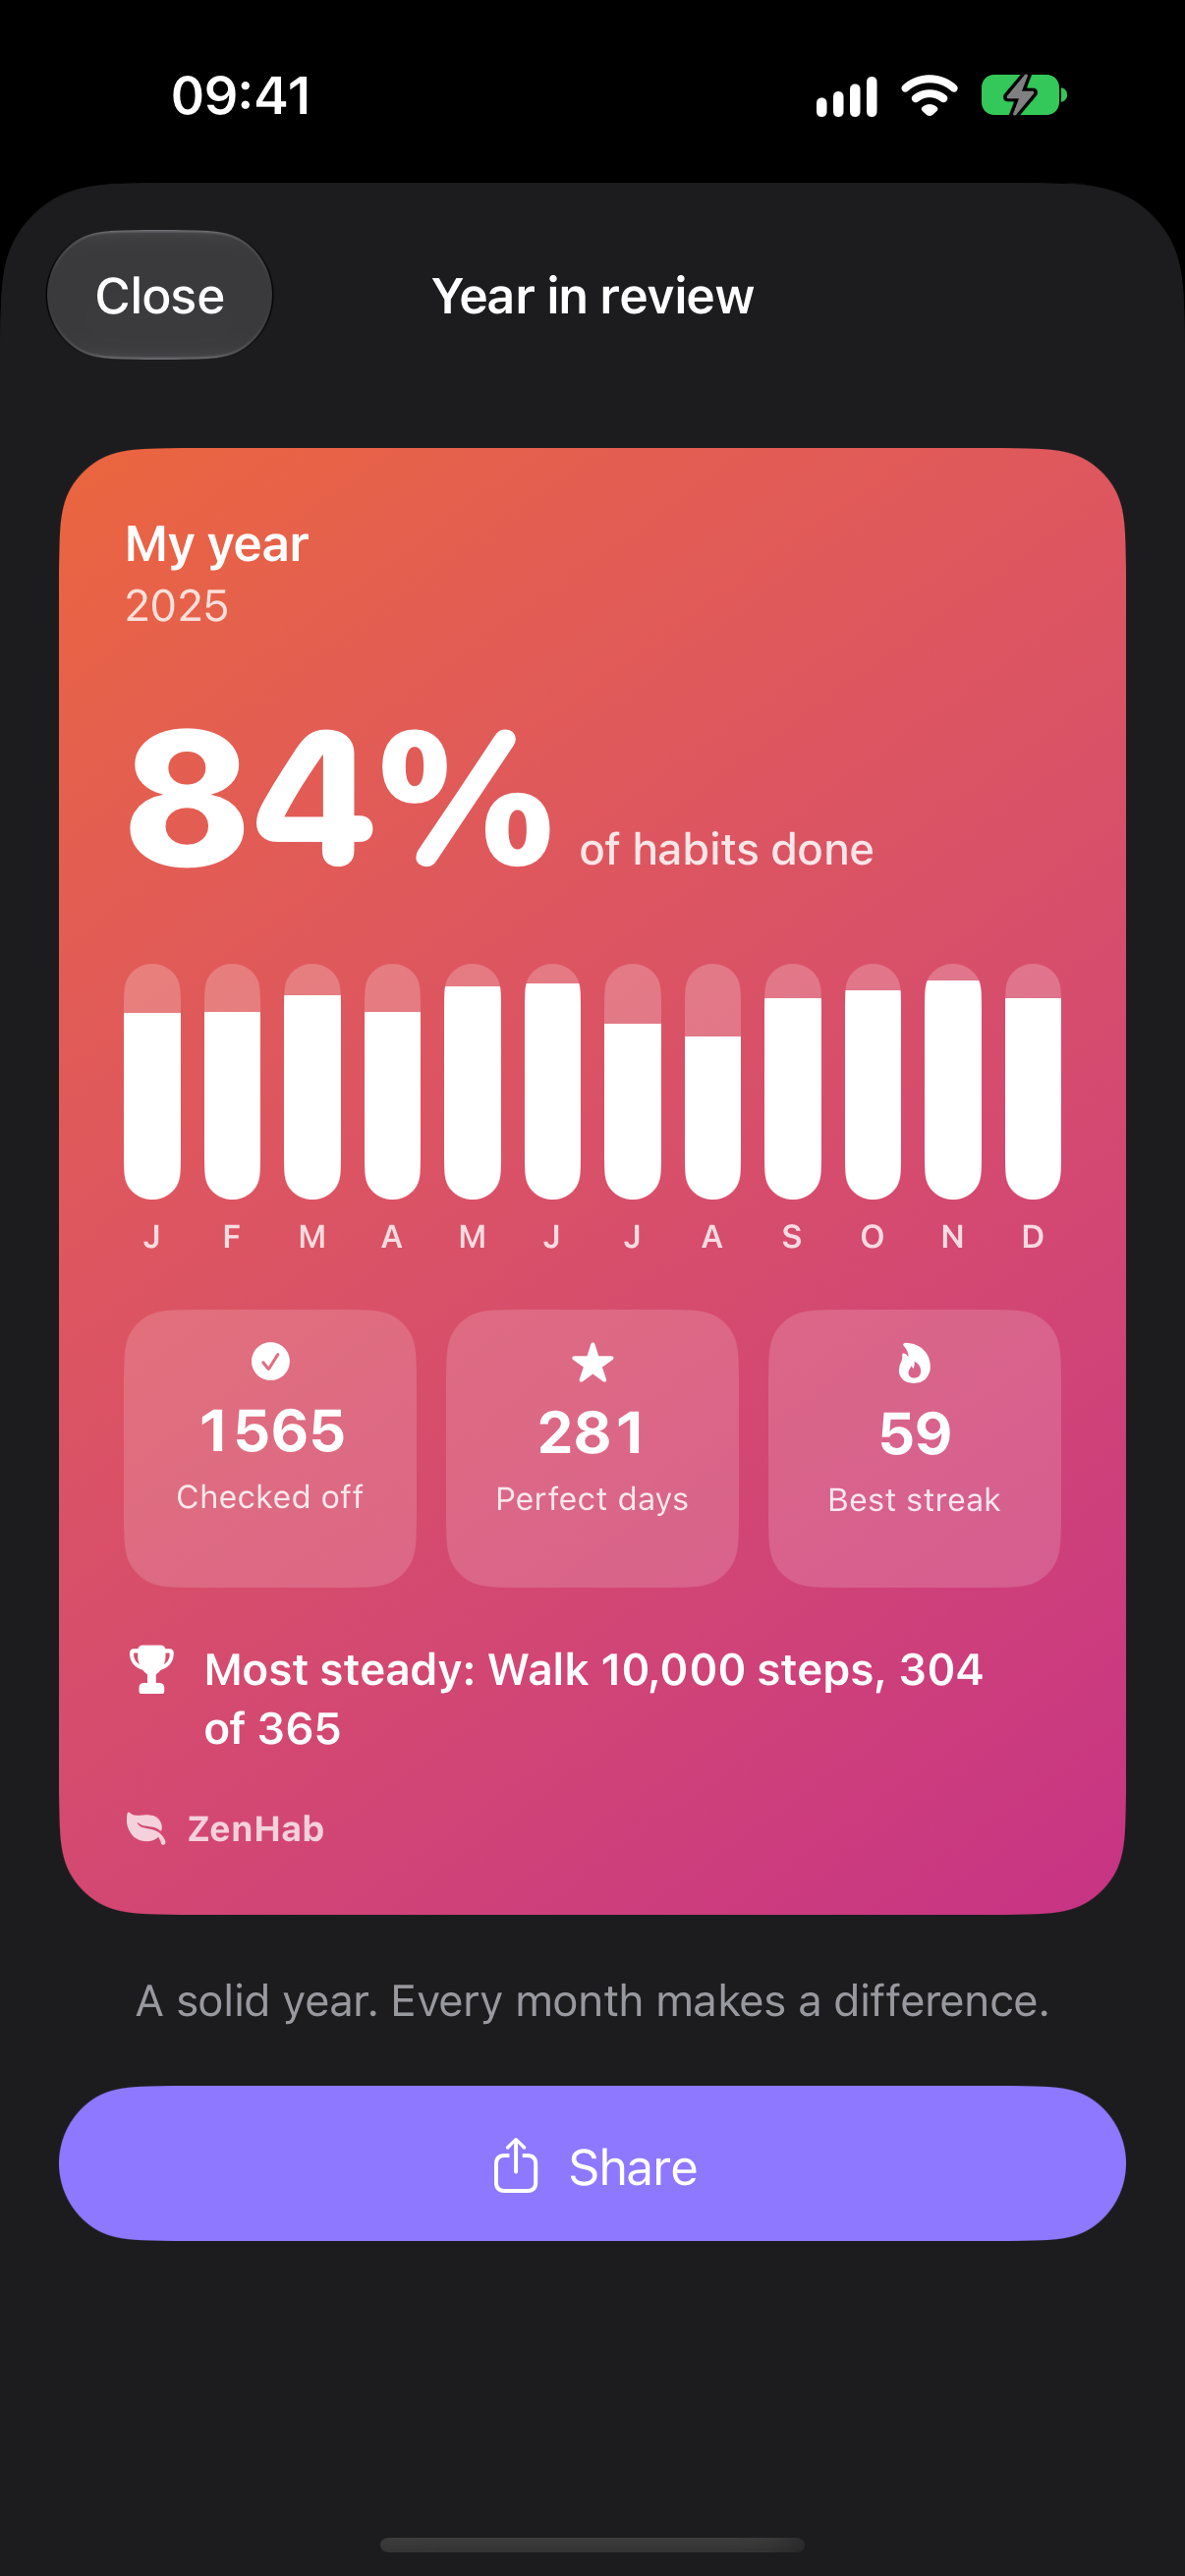 09:41
Close
Year in review
My year
2025
84% of habits done
J F M A M J J A S O N D
1565
Checked off
281
Perfect days
59
Best streak
Most steady: Walk 10,000 steps, 304
of 365
ZenHab
A solid year. Every month makes a difference.
Share